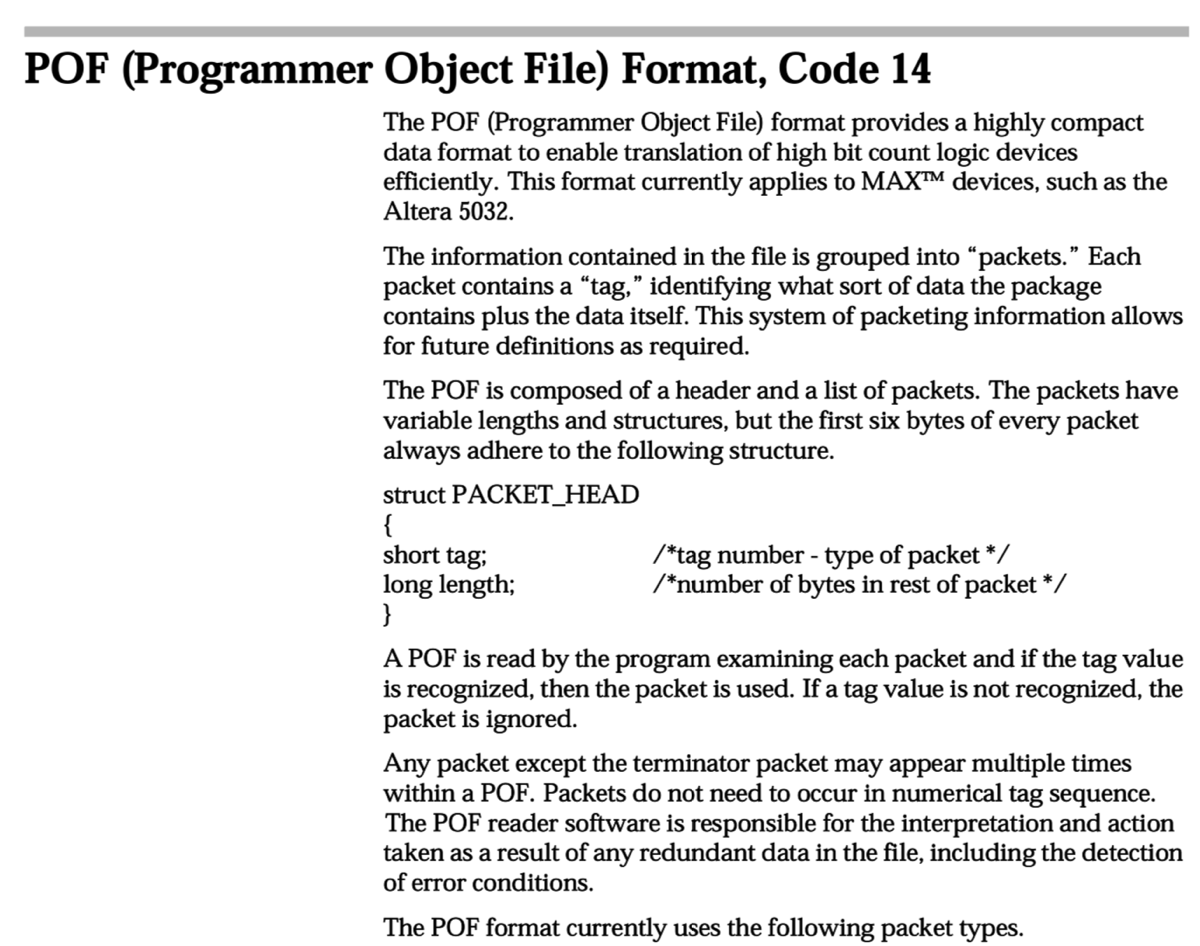 POF (Programmer Object File) Format, Code 14
The POF (Programmer Object File) format provides a highly compact
data format to enable translation of high bit count logic devices
efficiently. This format currently applies to MAX™ devices, such as the
Altera 5032.
The information contained in the file is grouped into “packets.” Each
packet contains a “tag,” identifying what sort of data the package
contains plus the data itself. This system of packeting information allows
for future definitions as required.
The POF is composed of a header and a list of packets. The packets have
variable lengths and structures, but the first six bytes of every packet
always adhere to the following structure.
struct PACKET_HEAD
{
short tag; /*tag number - type of packet */
long length; /*number of bytes in rest of packet */
}
A POF is read by the program examining each packet and if the tag value
is recognized, then the packet is used. If a tag value is not recognized, the
packet is ignored.
Any packet except the terminator packet may appear multiple times
within a POF. Packets do not need to occur in numerical tag sequence.
The POF reader software is responsible for the interpretation and action
taken as a result of any redundant data in the file, including the detection
of error conditions.
The POF format currently uses the following packet types.